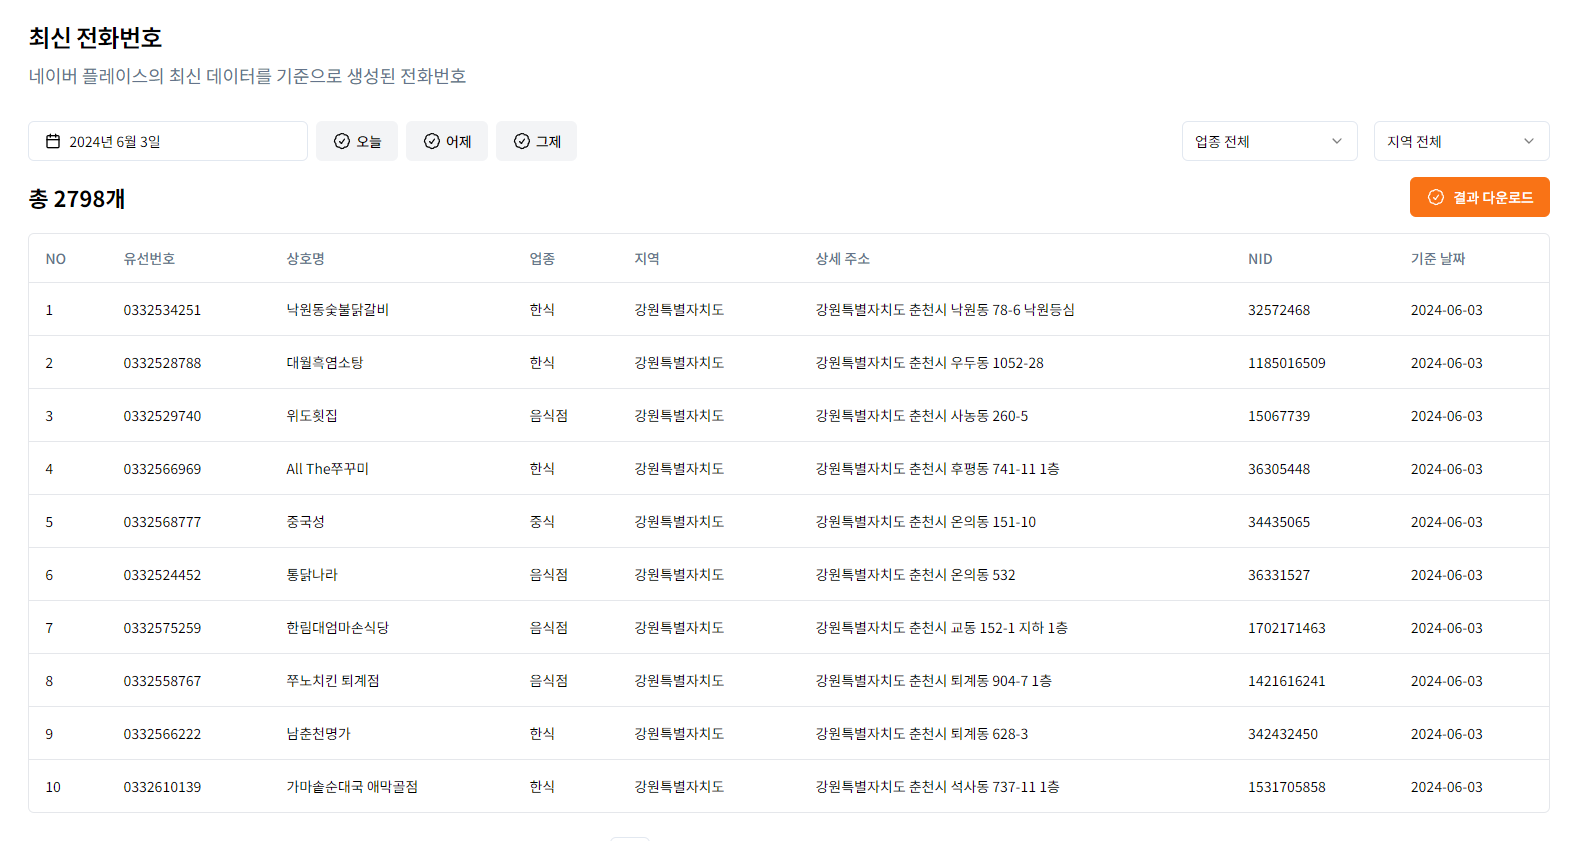 최신 전화번호
네이버 플레이스의 최신 데이터를 기준으로 생성된 전화번호
2024년 6월 3일 오늘 어제 그제 업종 전체 지역 전체
총 2798개 결과 다운로드
NO 유선번호 상호명 업종 지역 상세 주소 NID 기준 날짜
1 0332534251 낙원동숯불닭갈비 한식 강원특별자치도 강원특별자치도 춘천시 낙원동 78-6 낙원등심 32572468 2024-06-03
2 0332528788 대월흑염소탕 한식 강원특별자치도 강원특별자치도 춘천시 우두동 1052-28 1185016509 2024-06-03
3 0332529740 위도횟집 음식점 강원특별자치도 강원특별자치도 춘천시 사농동 260-5 15067739 2024-06-03
4 0332566969 All The쭈꾸미 한식 강원특별자치도 강원특별자치도 춘천시 후평동 741-11 1층 36305448 2024-06-03
5 0332568777 중국성 중식 강원특별자치도 강원특별자치도 춘천시 온의동 151-10 34435065 2024-06-03
6 0332524452 통닭나라 음식점 강원특별자치도 강원특별자치도 춘천시 온의동 532 36331527 2024-06-03
7 0332575259 한림대엄마손식당 음식점 강원특별자치도 강원특별자치도 춘천시 교동 152-1 지하 1층 1702171463 2024-06-03
8 0332558767 쭈노치킨 퇴계점 음식점 강원특별자치도 강원특별자치도 춘천시 퇴계동 904-7 1층 1421616241 2024-06-03
9 0332566222 남춘천명가 한식 강원특별자치도 강원특별자치도 춘천시 퇴계동 628-3 342432450 2024-06-03
10 0332610139 가마솥순대국 애막골점 한식 강원특별자치도 강원특별자치도 춘천시 석사동 737-11 1층 1531705858 2024-06-03